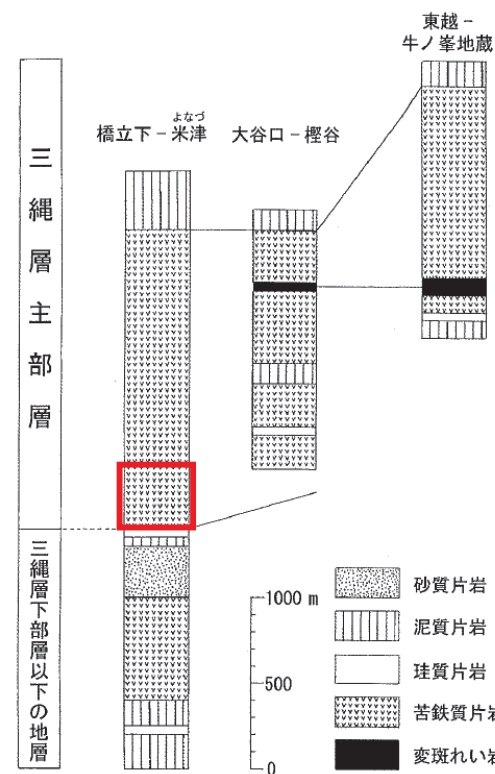 東越－
牛ノ峯地蔵
よなづ
橋立下－米津
大谷口－樫谷
三縄層主部層
三縄層下部層以下の地層
1000 m
500
0
砂質片岩
泥質片岩
珪質片岩
苦鉄質片岩
変斑れい岩